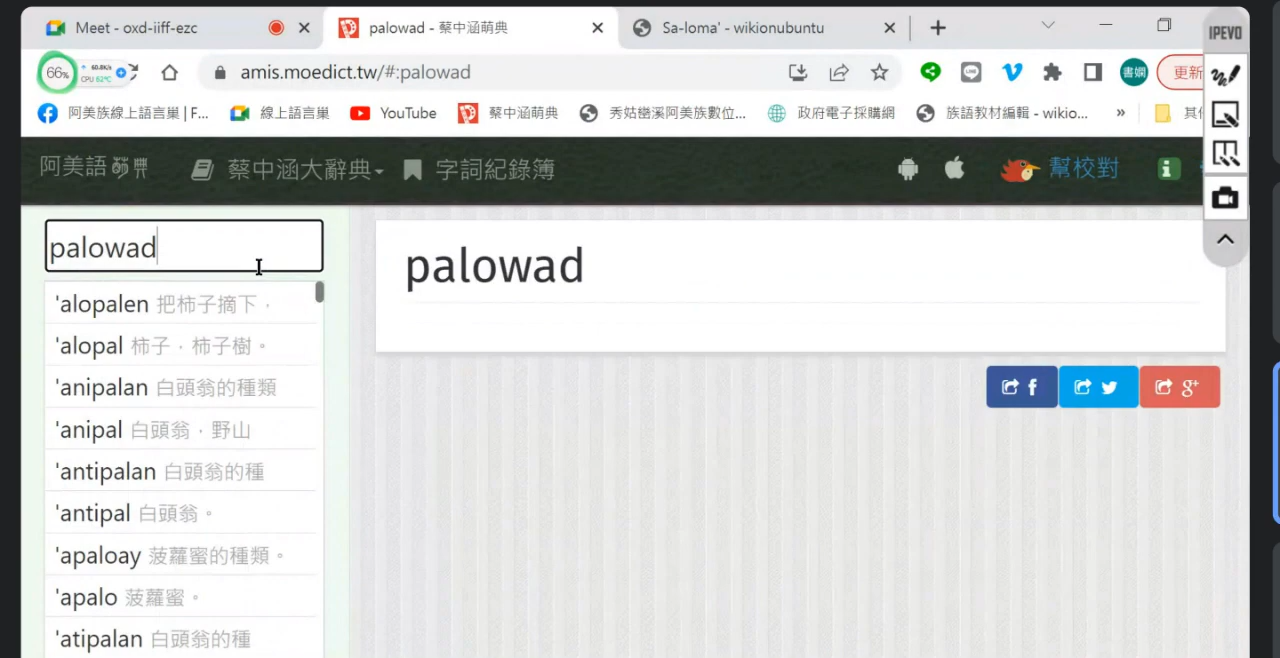 Meet - oxd-iiff-ezc
palowad - 蔡中涵萌典
Sa-loma' - wikionubuntu
IPEVO
66%
60.8K/s
CPU 62°C
amis.moedict.tw/#:palowad
書嫻
更新
阿美族線上語言巢 | F...
線上語言巢
YouTube
蔡中涵萌典
秀姑巒溪阿美族數位...
政府電子採購網
族語教材編輯 - wikio...
»
阿美語萌典
蔡中涵大辭典
字詞紀錄簿
幫校對
palowad
palowad
'alopalen 把柿子摘下，
'alopal 柿子，柿子樹。
'anipalan 白頭翁的種類
'anipal 白頭翁，野山
'antipalan 白頭翁的種
'antipal 白頭翁。
'apaloay 菠蘿蜜的種類。
'apalo 菠蘿蜜。
'atipalan 白頭翁的種